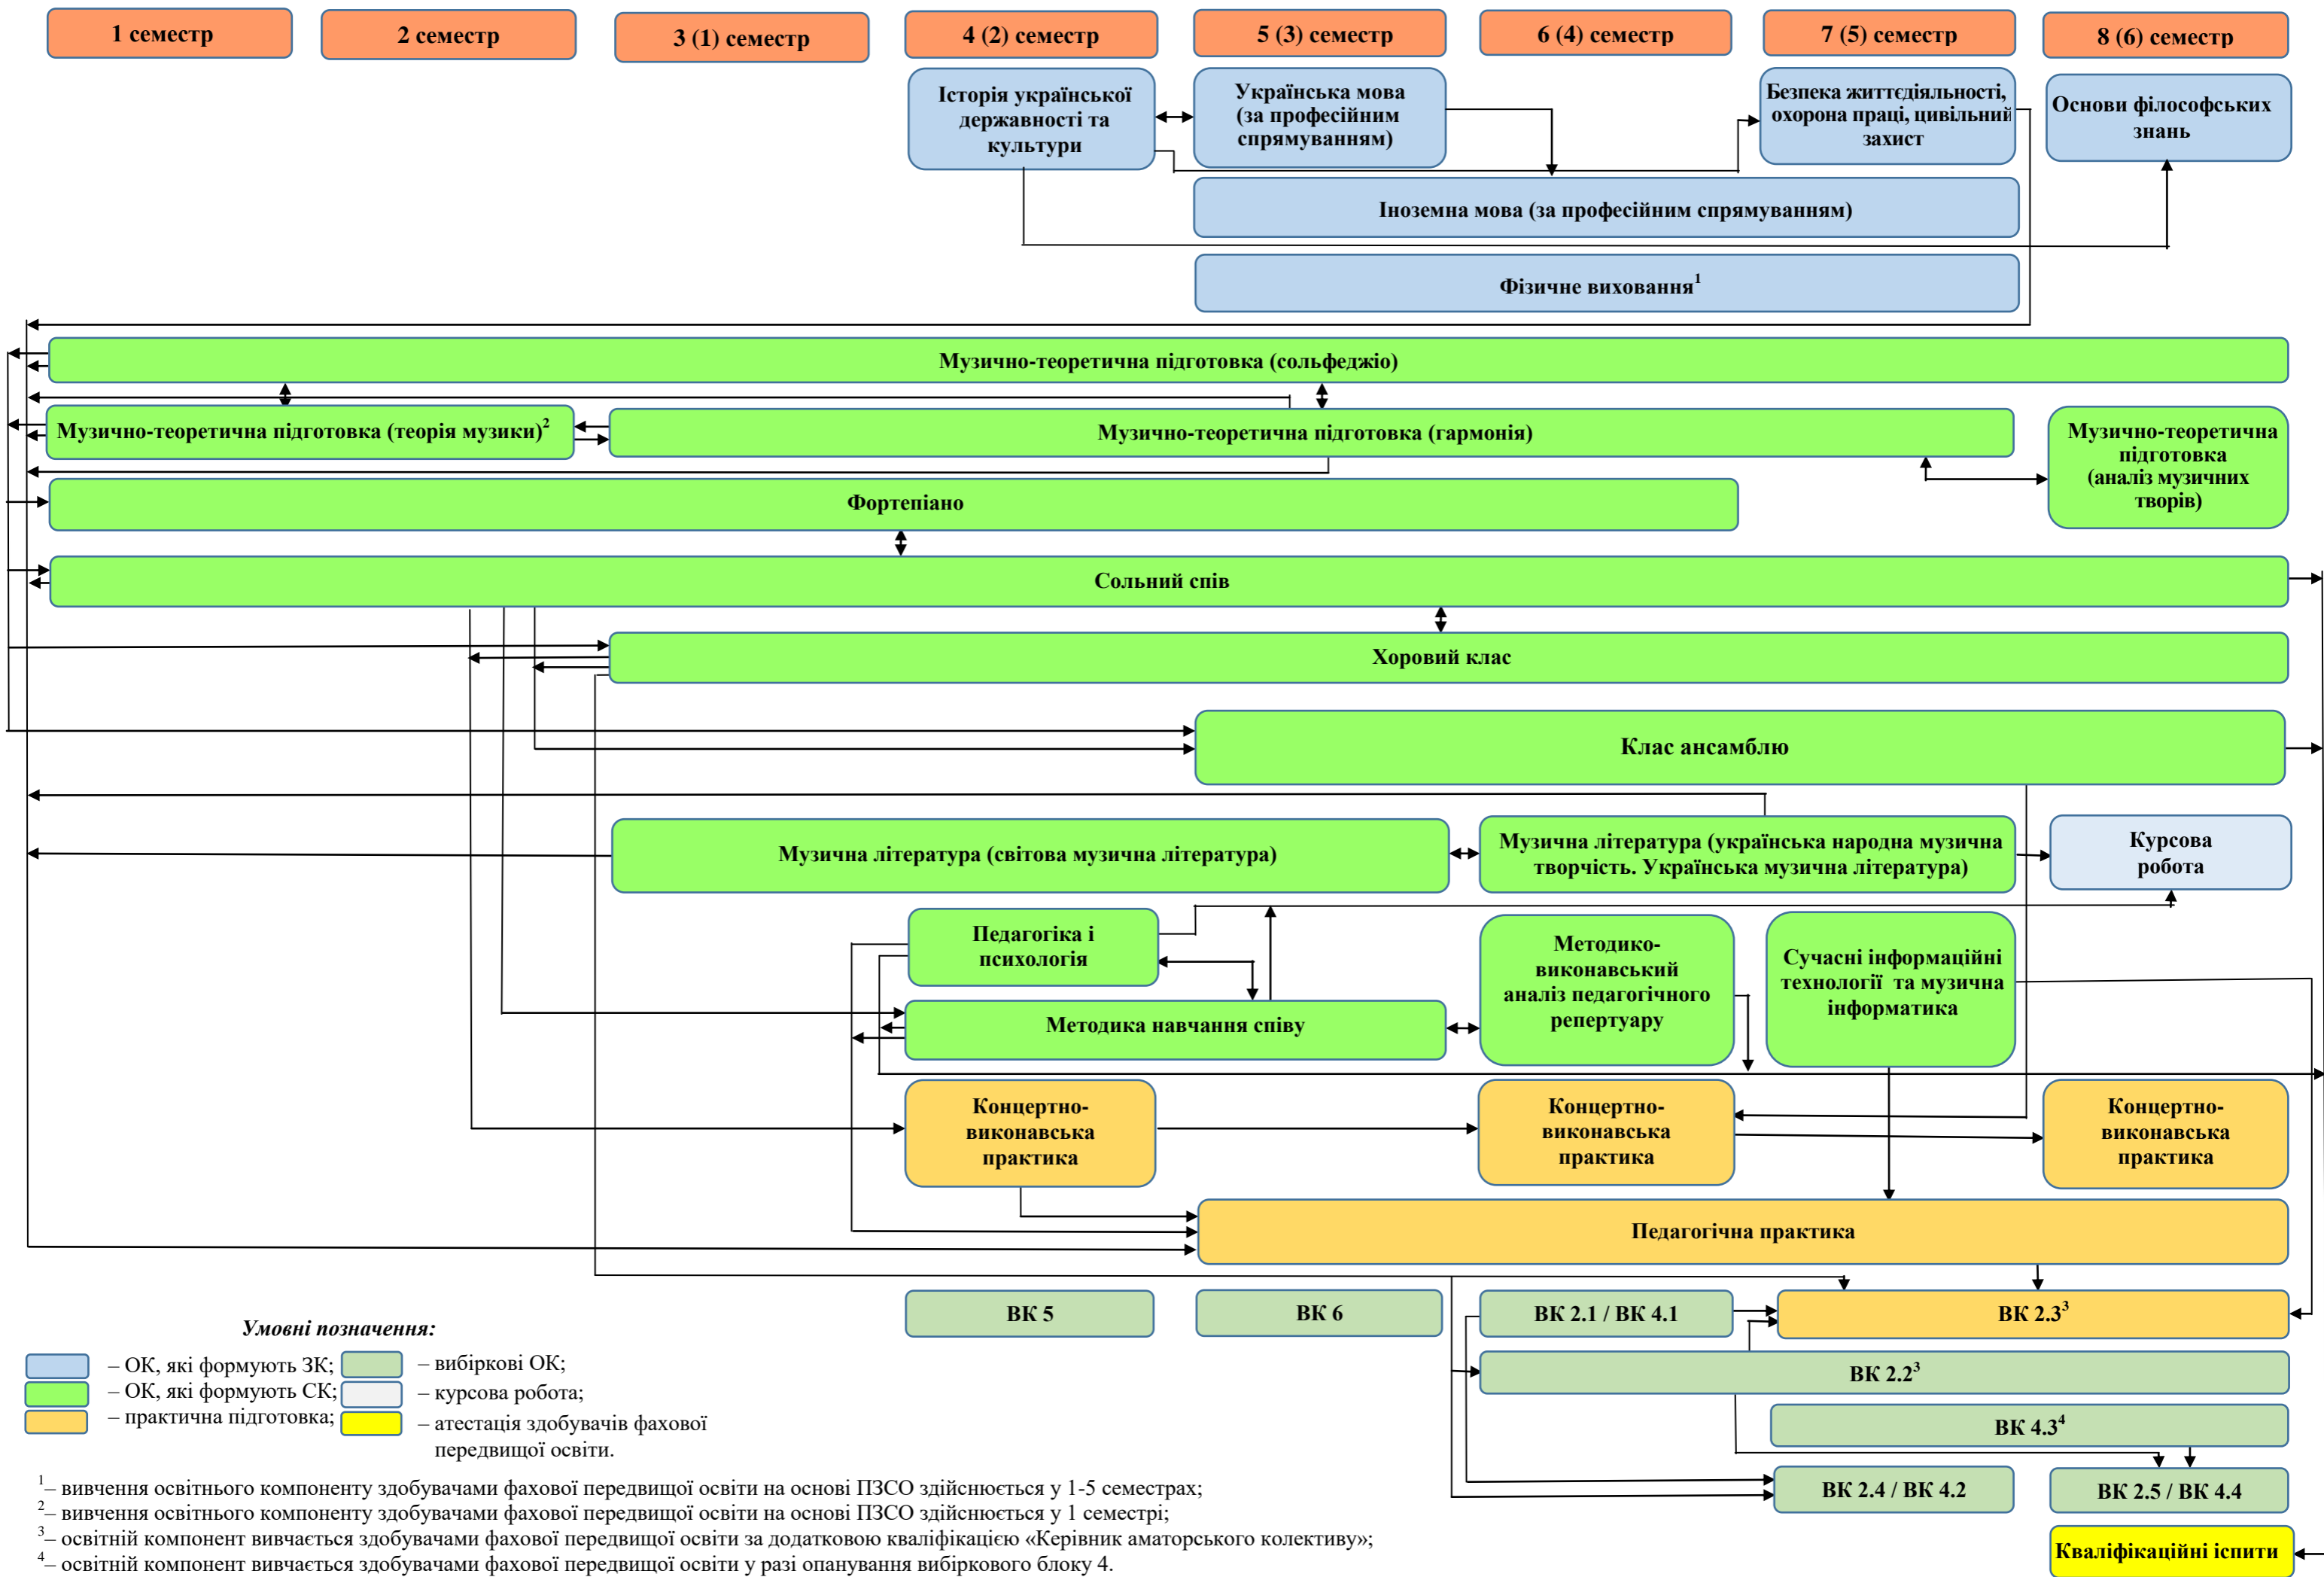 1 семестр
2 семестр
3 (1) семестр
4 (2) семестр
5 (3) семестр
6 (4) семестр
7 (5) семестр
8 (6) семестр
Історія української
державності та
культури
Українська мова
(за професійним
спрямуванням)
Безпека життєдіяльності,
охорона праці, цивільний
захист
Основи філософських
знань
Іноземна мова (за професійним спрямуванням)
Фізичне виховання¹
Музично-теоретична підготовка (сольфеджіо)
Музично-теоретична підготовка (теорія музики)²
Музично-теоретична підготовка (гармонія)
Музично-теоретична
підготовка
(аналіз музичних
творів)
Фортепіано
Сольний спів
Хоровий клас
Клас ансамблю
Музична література (світова музична література)
Музична література (українська народна музична
творчість. Українська музична література)
Курсова
робота
Педагогіка і
психологія
Методико-
виконавський
аналіз педагогічного
репертуару
Сучасні інформаційні
технології та музична
інформатика
Методика навчання співу
Концертно-
виконавська
практика
Концертно-
виконавська
практика
Концертно-
виконавська
практика
Педагогічна практика
ВК 5
ВК 6
ВК 2.1 / ВК 4.1
ВК 2.3³
ВК 2.2³
ВК 4.3⁴
ВК 2.4 / ВК 4.2
ВК 2.5 / ВК 4.4
Кваліфікаційні іспити
Умовні позначення:
– ОК, які формують ЗК;
– ОК, які формують СК;
– практична підготовка;
– вибіркові ОК;
– курсова робота;
– атестація здобувачів фахової
передвищої освіти.
¹– вивчення освітнього компоненту здобувачами фахової передвищої освіти на основі ПЗСО здійснюється у 1-5 семестрах;
²– вивчення освітнього компоненту здобувачами фахової передвищої освіти на основі ПЗСО здійснюється у 1 семестрі;
³– освітній компонент вивчається здобувачами фахової передвищої освіти за додатковою кваліфікацією «Керівник аматорського колективу»;
⁴– освітній компонент вивчається здобувачами фахової передвищої освіти у разі опанування вибіркового блоку 4.